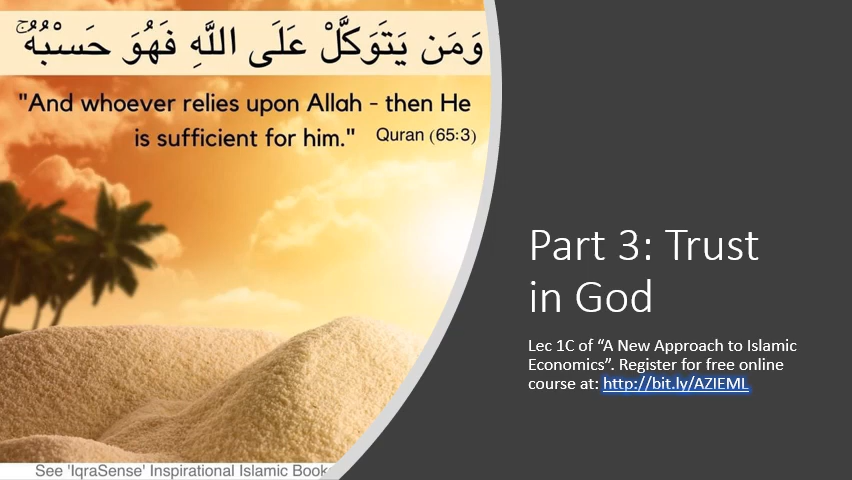 وَمَن يَتَوَكَّلْ عَلَى اللَّهِ فَهُوَ حَسْبُهُ ۚ
"And whoever relies upon Allah - then He
is sufficient for him." Quran (65:3)
See 'IqraSense' Inspirational Islamic Book
Part 3: Trust
in God
Lec 1C of “A New Approach to Islamic
Economics”. Register for free online
course at: http://bit.ly/AZIEML